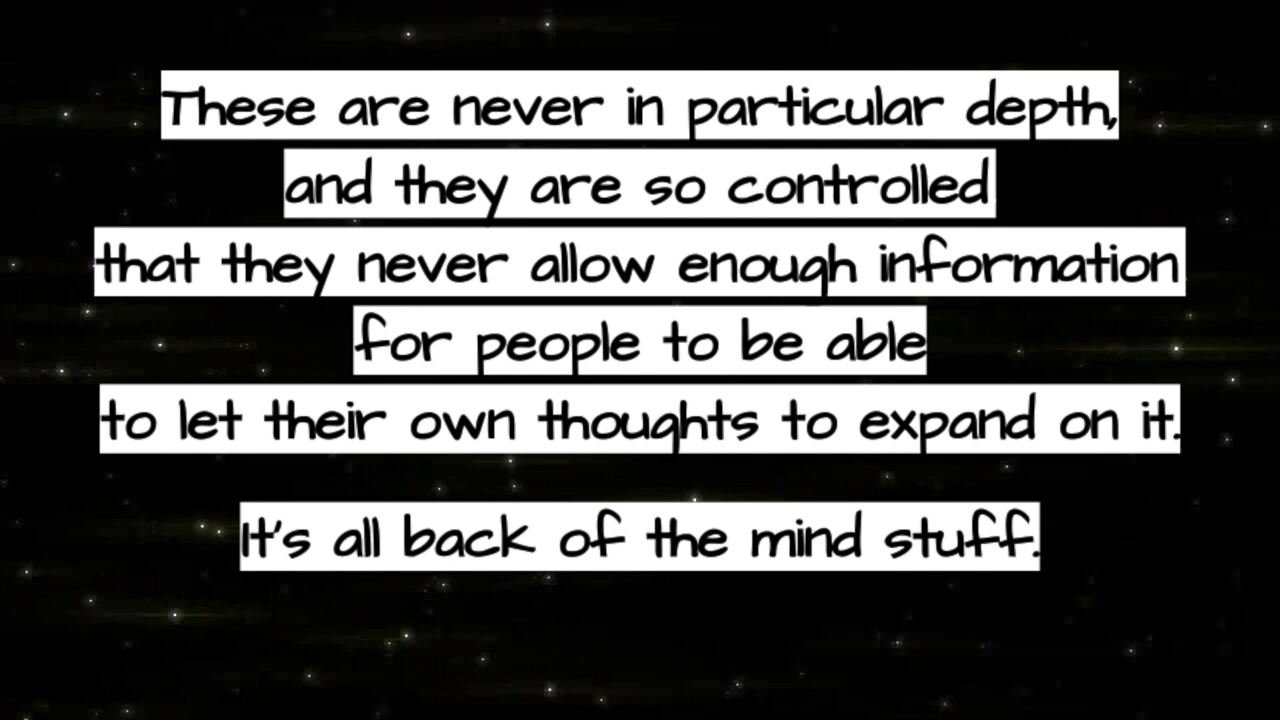 These are never in particular depth,
and they are so controlled
that they never allow enough information
for people to be able
to let their own thoughts to expand on it.
It's all back of the mind stuff.